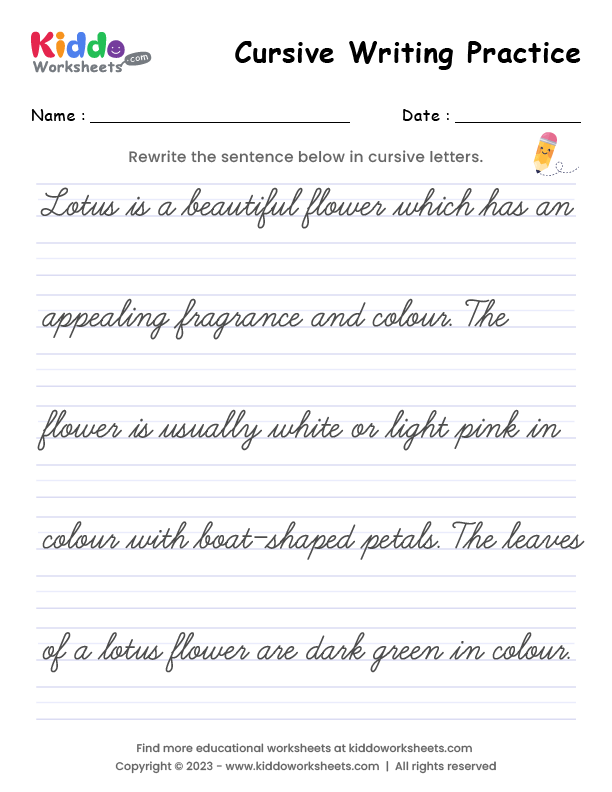 Kiddo
Worksheets .com
Cursive Writing Practice
Name : Date :
Rewrite the sentence below in cursive letters.
Lotus is a beautiful flower which has an
appealing fragrance and colour. The
flower is usually white or light pink in
colour with boat-shaped petals. The leaves
of a lotus flower are dark green in colour.
Find more educational worksheets at kiddoworksheets.com
Copyright © 2023 - www.kiddoworksheets.com | All rights reserved